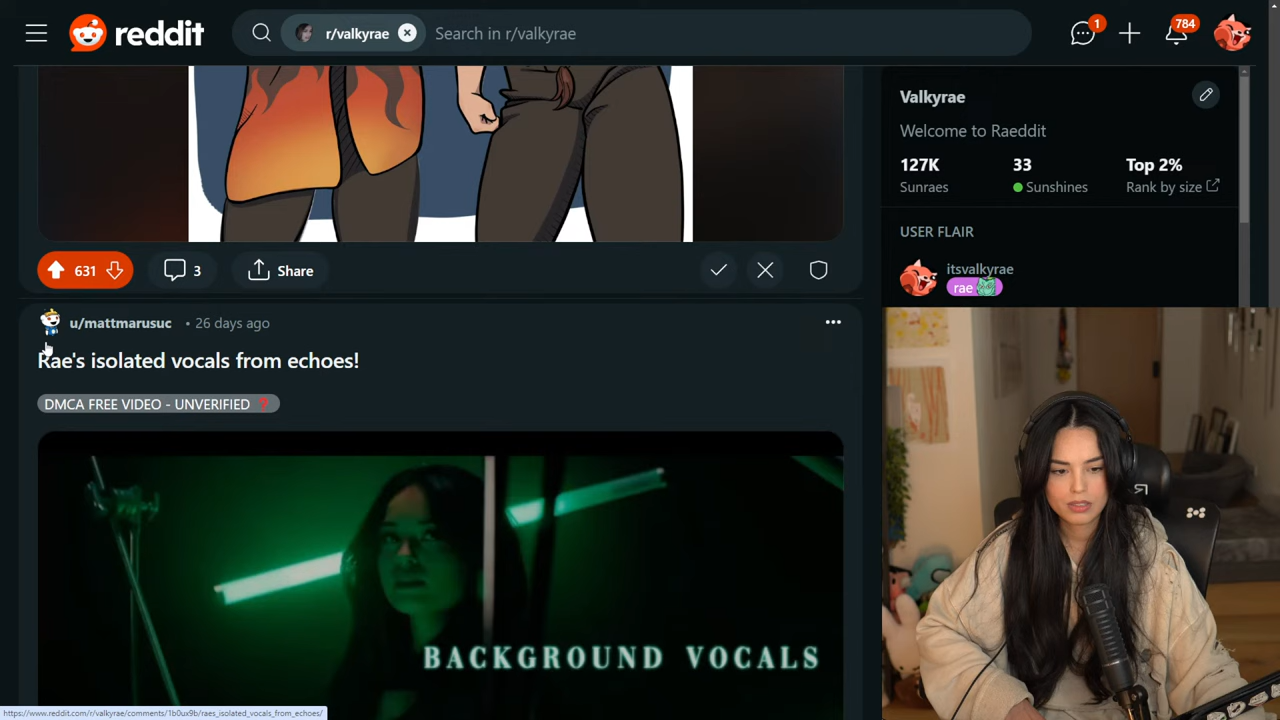 reddit
r/valkyrae
Search in r/valkyrae
1
784
Valkyrae
Welcome to Raeddit
127K
33
Top 2%
Sunraes
Sunshines
Rank by size
USER FLAIR
itsvalkyrae
rae
631
3
Share
u/mattmarusuc • 26 days ago
Rae's isolated vocals from echoes!
DMCA FREE VIDEO - UNVERIFIED ❓
BACKGROUND VOCALS
https://www.reddit.com/r/valkyrae/comments/1b0ux9b/raes_isolated_vocals_from_echoes/